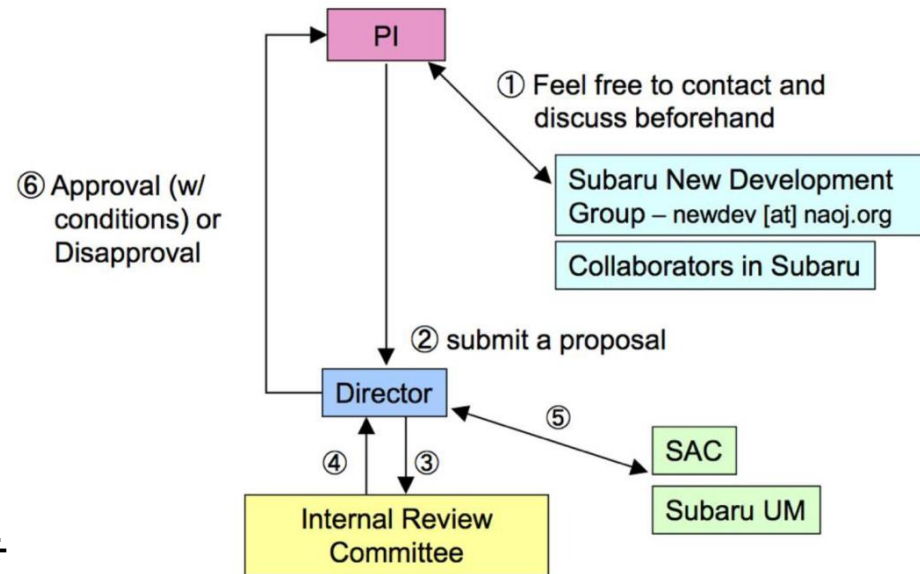 PI
① Feel free to contact and
discuss beforehand
⑥ Approval (w/
conditions) or
Disapproval
Subaru New Development
Group – newdev [at] naoj.org
Collaborators in Subaru
② submit a proposal
Director
⑤
④
③
SAC
Subaru UM
Internal Review
Committee